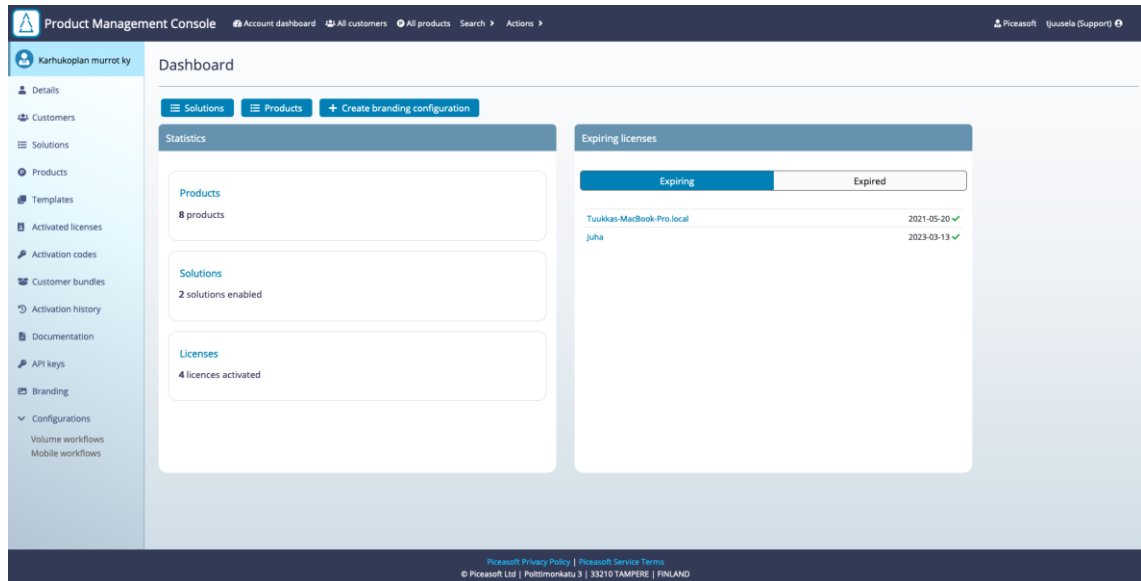 Product Management Console Account dashboard All customers All products Search Actions Piceasoft tjuusela (Support)
Karhukoplan murrot ky
Details
Customers
Solutions
Products
Templates
Activated licenses
Activation codes
Customer bundles
Activation history
Documentation
API keys
Branding
Configurations
Volume workflows
Mobile workflows
Dashboard
Solutions Products + Create branding configuration
Statistics
Products
8 products
Solutions
2 solutions enabled
Licenses
4 licences activated
Expiring licenses
Expiring Expired
Tuukkas-MacBook-Pro.local 2021-05-20
Juha 2023-03-13
Piceasoft Privacy Policy | Piceasoft Service Terms
© Piceasoft Ltd | Polttimonkatu 3 | 33210 TAMPERE | FINLAND